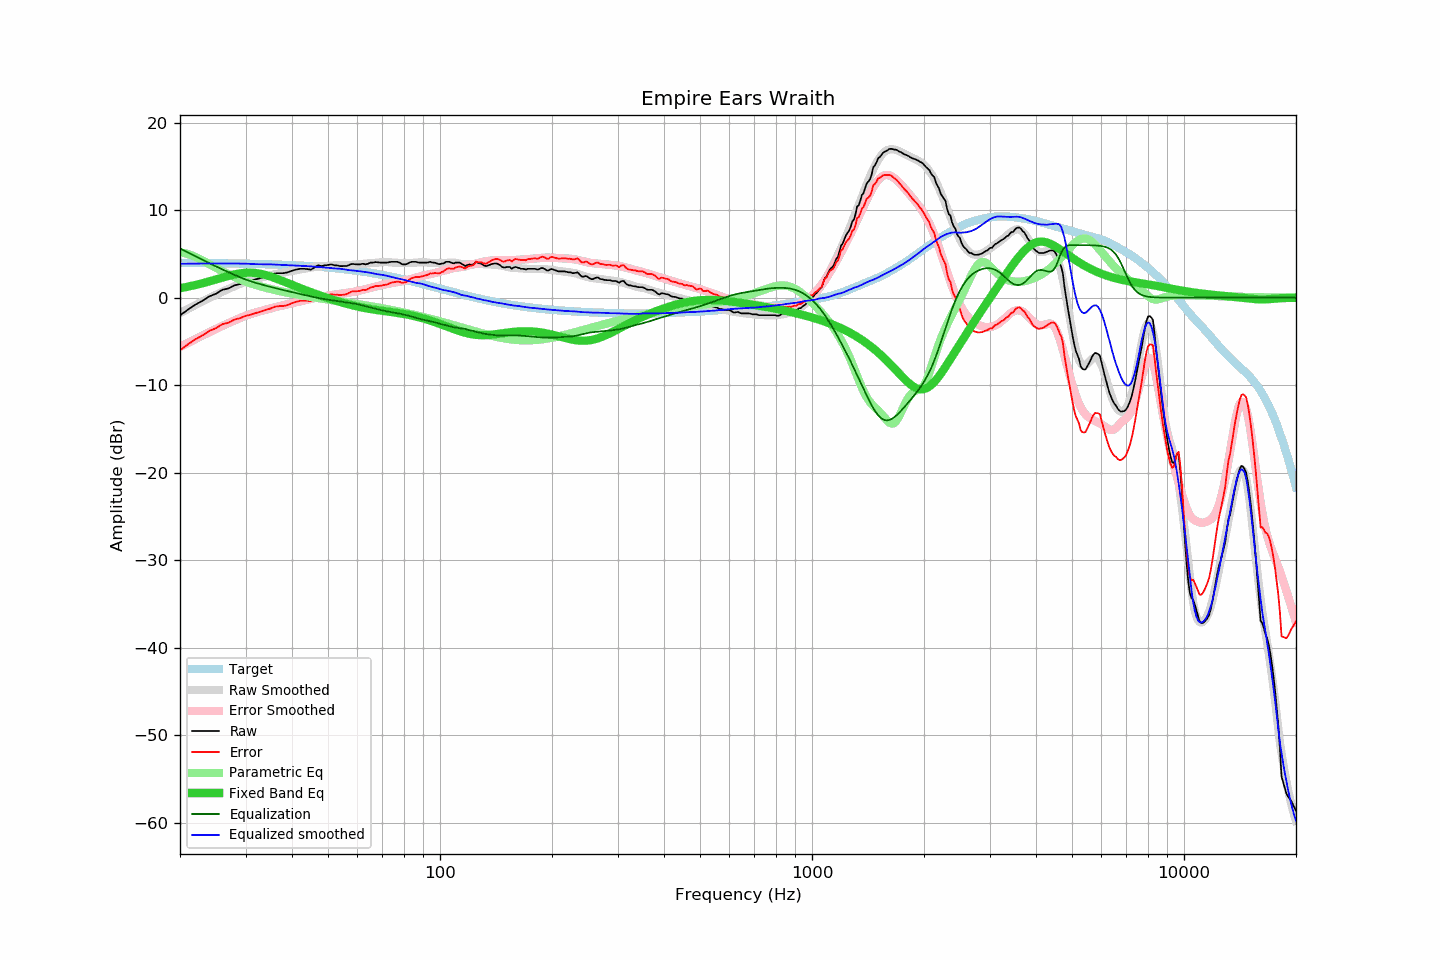 Empire Ears Wraith
20
10
0
−10
−20
−30
−40
−50
−60
Amplitude (dBr)
Target
Raw Smoothed
Error Smoothed
Raw
Error
Parametric Eq
Fixed Band Eq
Equalization
Equalized smoothed
100
1000
10000
Frequency (Hz)